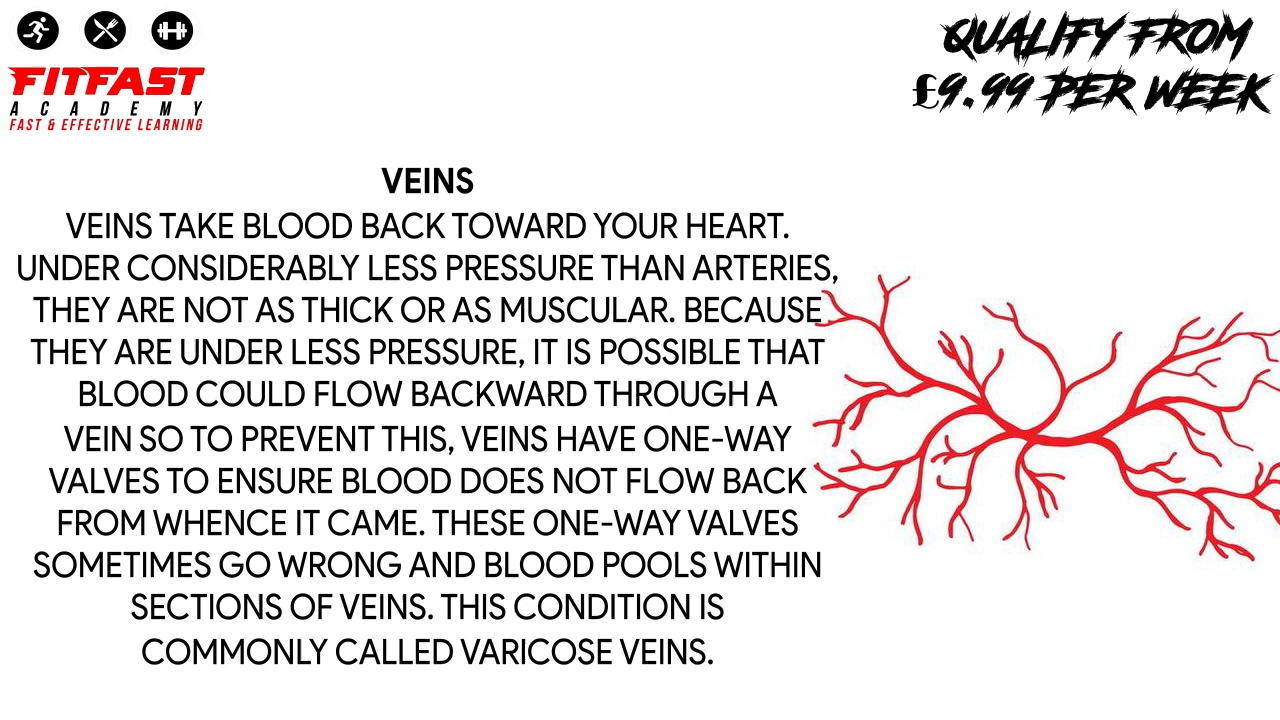 FITFAST
ACADEMY
FAST & EFFECTIVE LEARNING
QUALIFY FROM
£9.99 PER WEEK
VEINS
VEINS TAKE BLOOD BACK TOWARD YOUR HEART.
UNDER CONSIDERABLY LESS PRESSURE THAN ARTERIES,
THEY ARE NOT AS THICK OR AS MUSCULAR. BECAUSE
THEY ARE UNDER LESS PRESSURE, IT IS POSSIBLE THAT
BLOOD COULD FLOW BACKWARD THROUGH A
VEIN SO TO PREVENT THIS, VEINS HAVE ONE-WAY
VALVES TO ENSURE BLOOD DOES NOT FLOW BACK
FROM WHENCE IT CAME. THESE ONE-WAY VALVES
SOMETIMES GO WRONG AND BLOOD POOLS WITHIN
SECTIONS OF VEINS. THIS CONDITION IS
COMMONLY CALLED VARICOSE VEINS.